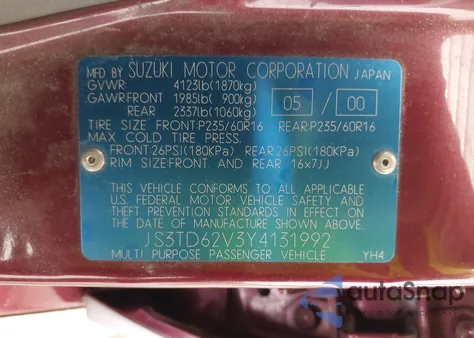 MFD BY SUZUKI MOTOR CORPORATION JAPAN
GVWR: 4123lb(1870kg)
GAWR:FRONT 1985lb( 900kg) 05 / 00
REAR 2337lb(1060kg)
TIRE SIZE FRONT:P235/60R16 REAR:P235/60R16
MAX COLD TIRE PRESS.
FRONT:26PSI(180KPa) REAR:26PSI(180KPa)
RIM SIZE:FRONT AND REAR 16x7JJ
THIS VEHICLE CONFORMS TO ALL APPLICABLE
U.S. FEDERAL MOTOR VEHICLE SAFETY AND
THEFT PREVENTION STANDARDS IN EFFECT ON
THE DATE OF MANUFACTURE SHOWN ABOVE.
JS3TD62V3Y4131992
MULTI PURPOSE PASSENGER VEHICLE YH4
autoSnap